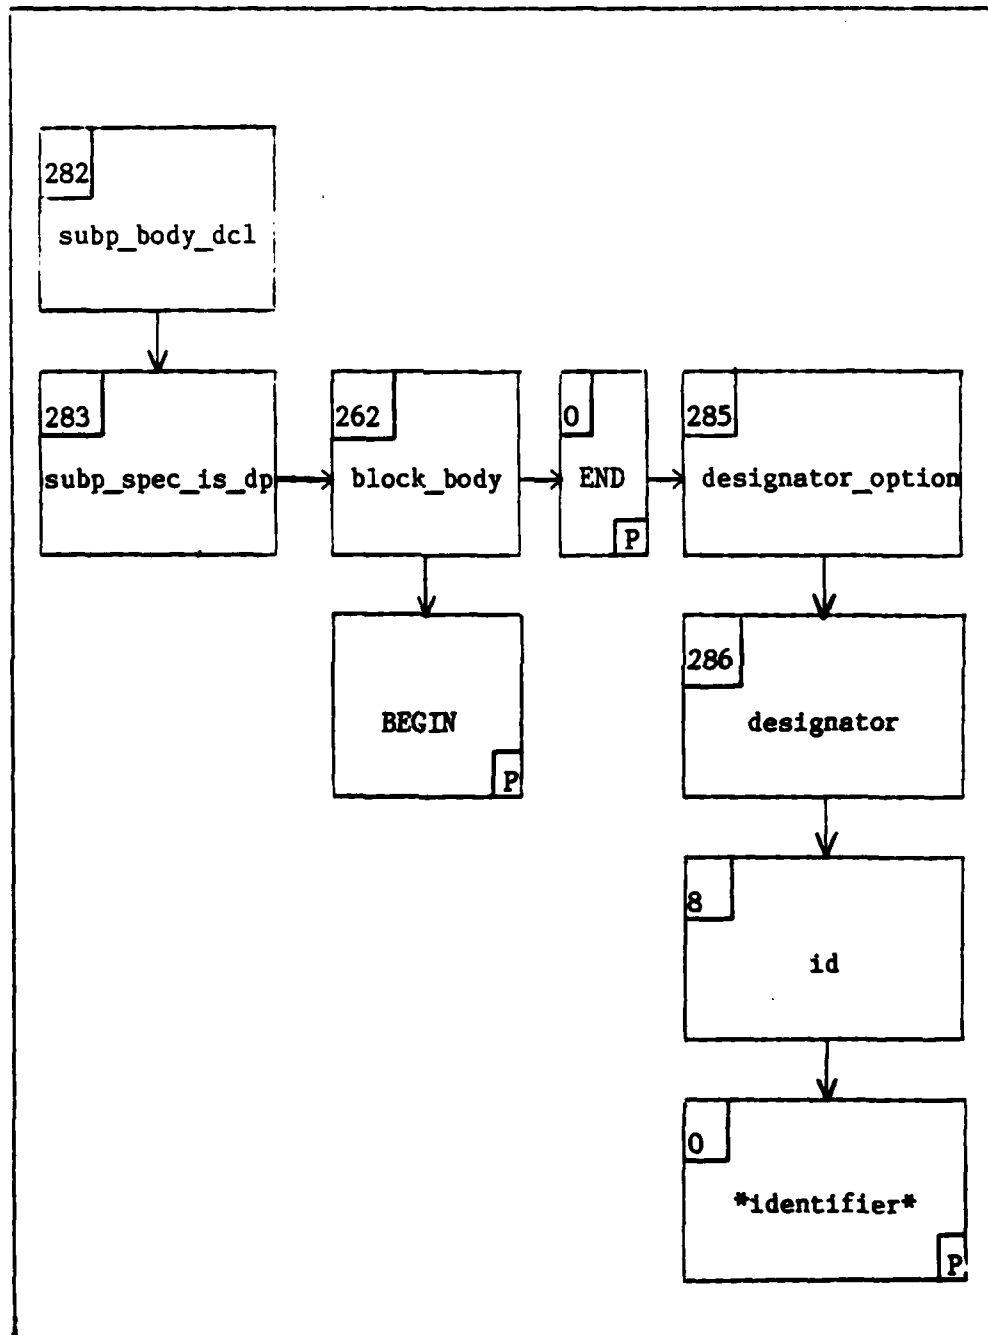 282
subp_body_dcl
283
subp_spec_is_dp
262
block_body
0
END
P
285
designator_option
BEGIN
P
286
designator
8
id
0
*identifier*
P